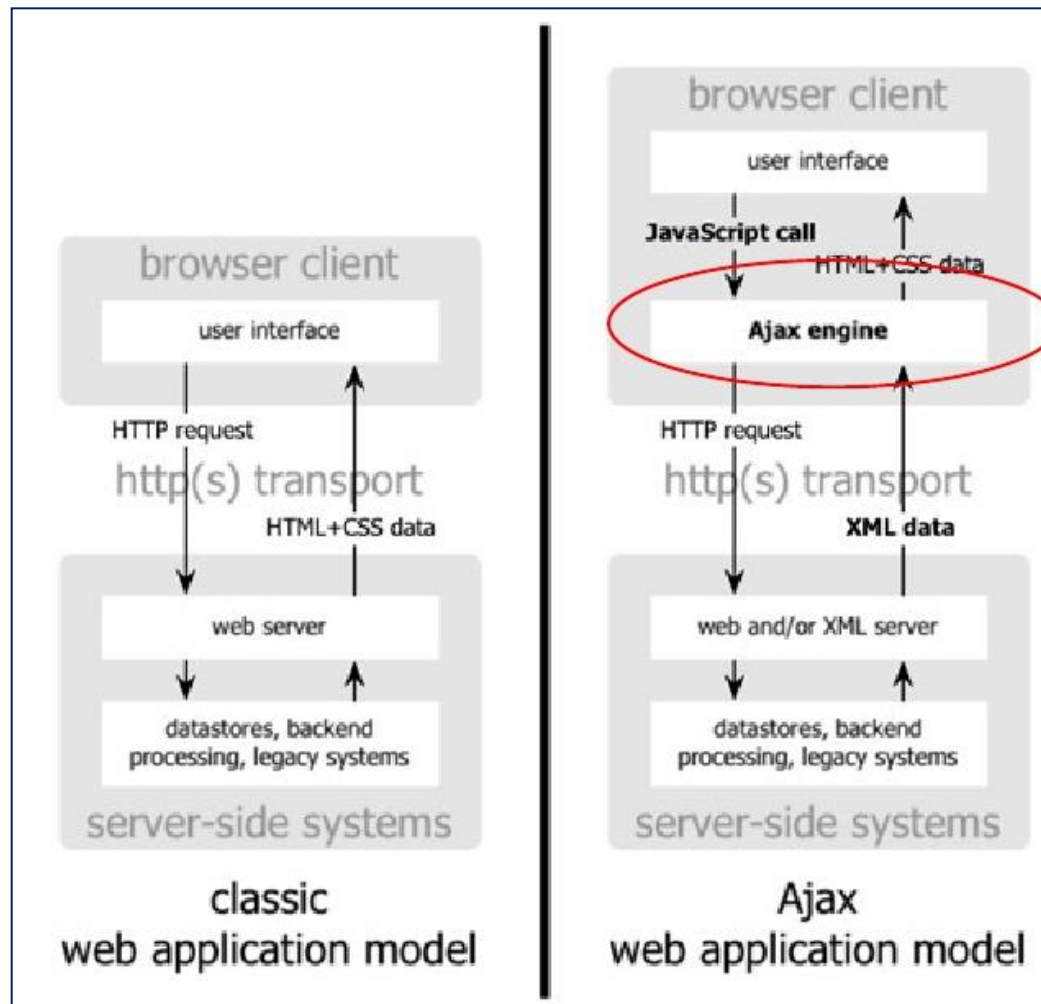 browser client
user interface
HTTP request
http(s) transport
HTML+CSS data
web server
datastores, backend
processing, legacy systems
server-side systems
classic
web application model
browser client
user interface
JavaScript call
HTML+CSS data
Ajax engine
HTTP request
http(s) transport
XML data
web and/or XML server
datastores, backend
processing, legacy systems
server-side systems
Ajax
web application model